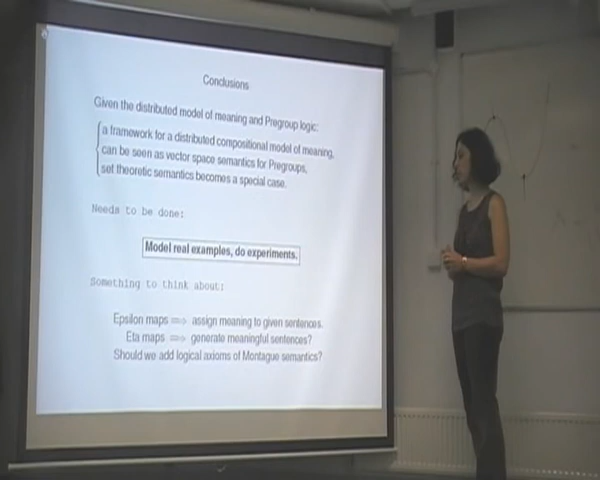 Conclusions
Given the distributed model of meaning and Pregroup logic:
a framework for a distributed compositional model of meaning,
can be seen as vector space semantics for Pregroups,
set theoretic semantics becomes a special case.
Needs to be done:
Model real examples, do experiments.
Something to think about:
Epsilon maps ⟹ assign meaning to given sentences.
Eta maps ⟹ generate meaningful sentences?
Should we add logical axioms of Montague semantics?